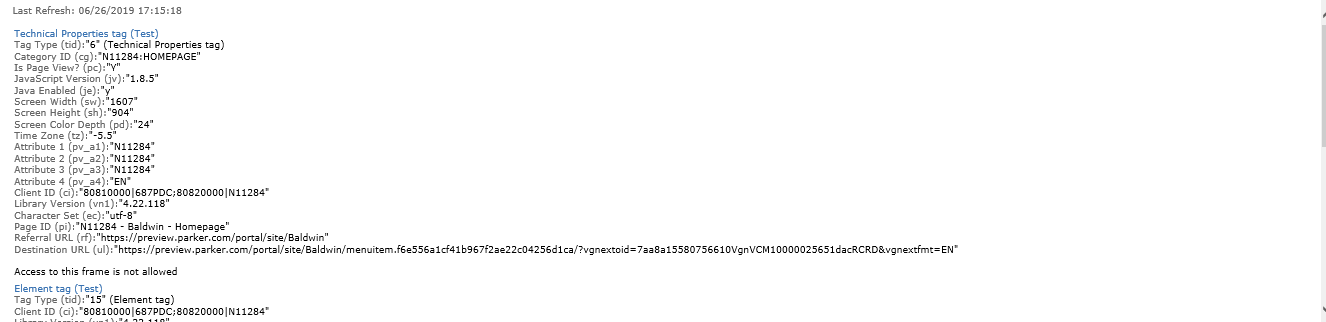 Last Refresh: 06/26/2019 17:15:18
Technical Properties tag (Test)
Tag Type (tid):"6" (Technical Properties tag)
Category ID (cg):"N11284:HOMEPAGE"
Is Page View? (pc):"Y"
JavaScript Version (jv):"1.8.5"
Java Enabled (je):"y"
Screen Width (sw):"1607"
Screen Height (sh):"904"
Screen Color Depth (pd):"24"
Time Zone (tz):"-5.5"
Attribute 1 (pv_a1):"N11284"
Attribute 2 (pv_a2):"N11284"
Attribute 3 (pv_a3):"N11284"
Attribute 4 (pv_a4):"EN"
Client ID (ci):"80810000|687PDC;80820000|N11284"
Library Version (vn1):"4.22.118"
Character Set (ec):"utf-8"
Page ID (pi):"N11284 - Baldwin - Homepage"
Referral URL (rf):"https://preview.parker.com/portal/site/Baldwin"
Destination URL (ul):"https://preview.parker.com/portal/site/Baldwin/menuitem.f6e556a1cf41b967f2ae22c04256d1ca/?vgnextoid=7aa8a15580756610VgnVCM10000025651dacRCRD&vgnextfmt=EN"
Access to this frame is not allowed
Element tag (Test)
Tag Type (tid):"15" (Element tag)
Client ID (ci):"80810000|687PDC;80820000|N11284"
Library Version (vn1):"4.22.118"